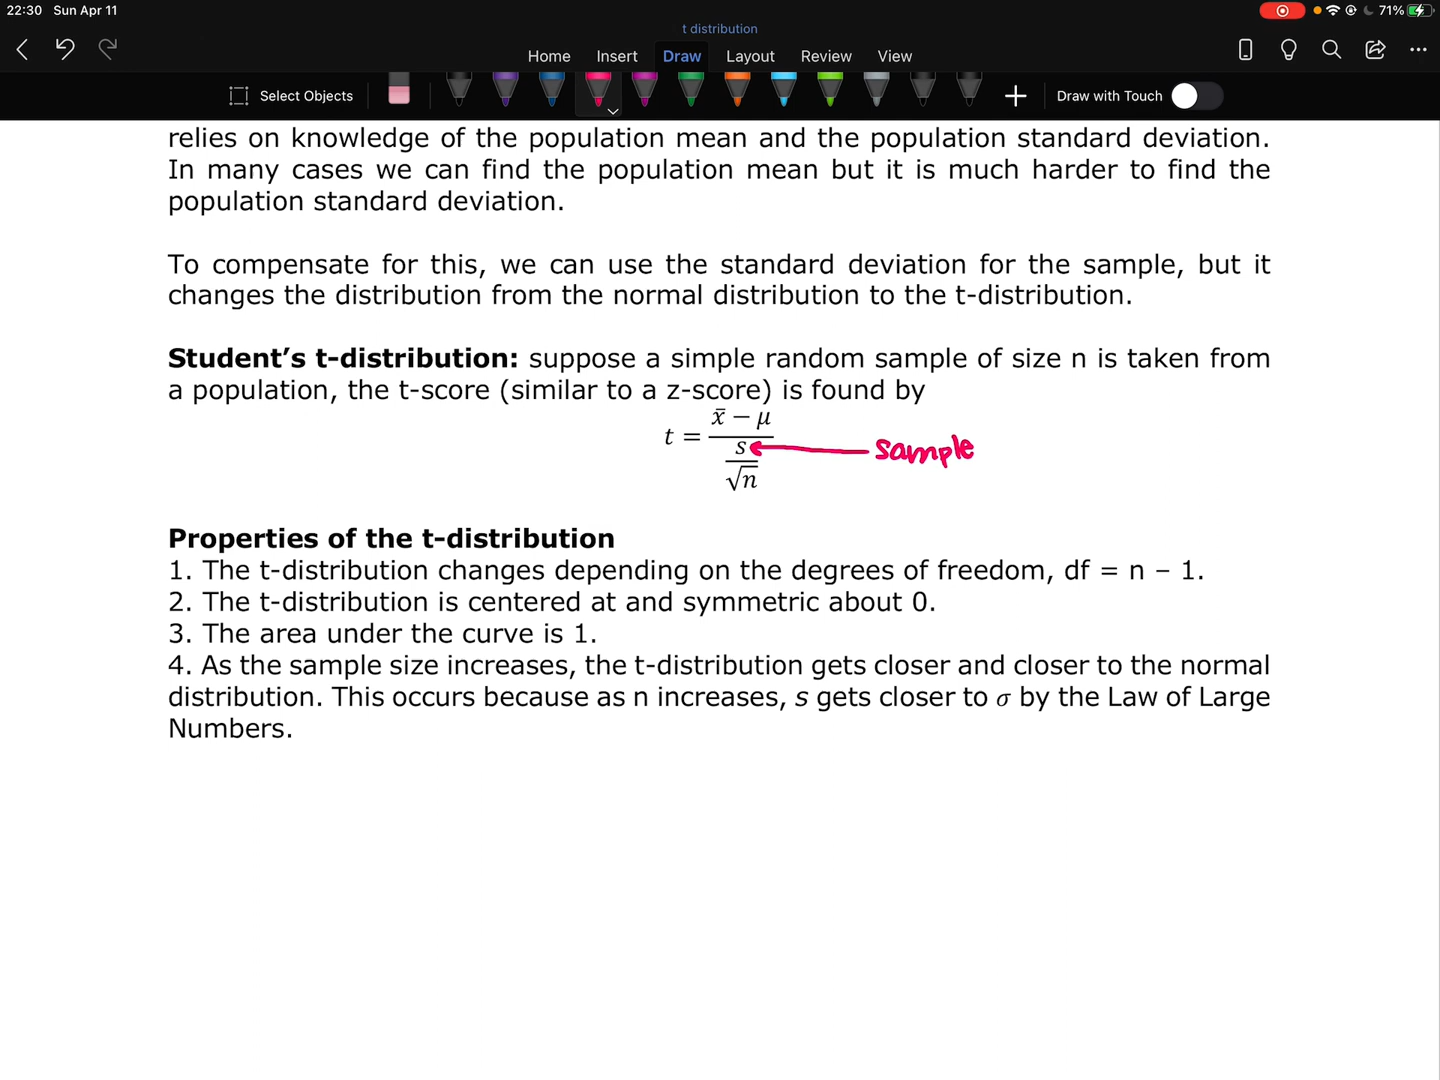 22:30 Sun Apr 11
71%
t distribution
Home Insert Draw Layout Review View
Select Objects
Draw with Touch
relies on knowledge of the population mean and the population standard deviation.
In many cases we can find the population mean but it is much harder to find the
population standard deviation.
To compensate for this, we can use the standard deviation for the sample, but it
changes the distribution from the normal distribution to the t-distribution.
Student’s t-distribution: suppose a simple random sample of size n is taken from
a population, the t-score (similar to a z-score) is found by
x̄ − μ
t =
s
sample
√n
Properties of the t-distribution
1. The t-distribution changes depending on the degrees of freedom, df = n – 1.
2. The t-distribution is centered at and symmetric about 0.
3. The area under the curve is 1.
4. As the sample size increases, the t-distribution gets closer and closer to the normal
distribution. This occurs because as n increases, s gets closer to σ by the Law of Large
Numbers.